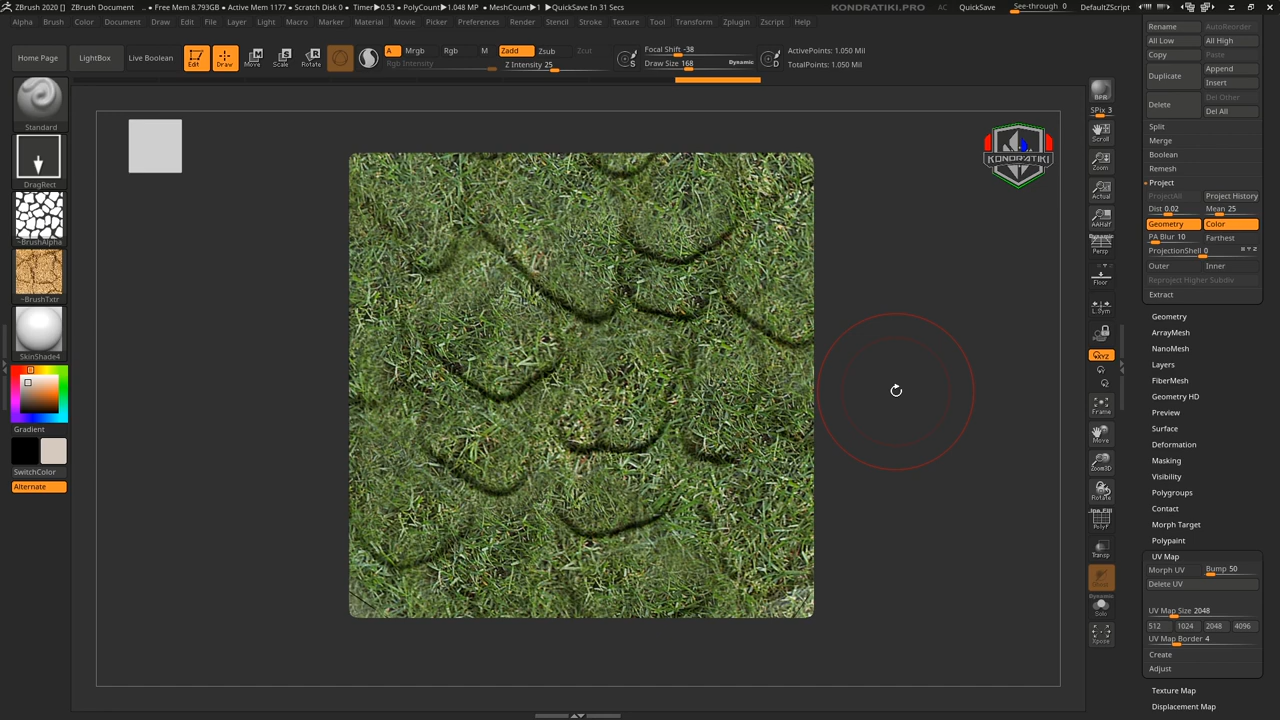 ZBrush 2020 [] ZBrush Document. • Free Mem 8.793GB • Active Mem 1177 • Scratch Disk 0 • Timer▶0.53 • PolyCount▶1.048 MP • MeshCount▶1 ▶QuickSave In 31 Secs
KONDRATIKI.PRO AC QuickSave See-through 0 DefaultZScript
Alpha Brush Color Document Draw Edit File Layer Light Macro Marker Material Movie Picker Preferences Render Stencil Stroke Texture Tool Transform Zplugin Zscript Help
Home Page LightBox Live Boolean
Edit Draw Move Scale Rotate
A Mrgb Rgb M Zadd Zsub Zcut
Rgb Intensity Z Intensity 25
Focal Shift -38
Draw Size 168 Dynamic
S D
ActivePoints: 1.050 Mil
TotalPoints: 1.050 Mil
Standard
DragRect
~BrushAlpha
~BrushTxtr
SkinShade4
Gradient
SwitchColor
Alternate
KONDRATIKI
BPR
SPix 3
Scroll
Zoom
Actual
AAHalf
Dynamic
Persp
Floor
L.Sym
XYZ
Frame
Move
Zoom3D
Rotate
Line Fill
PolyF
Transp
Dynamic
Solo
Xpose
Rename AutoReorder
All Low All High
Copy Paste
Duplicate Append
Insert
Delete Del Other
Del All
Split
Merge
Boolean
Remesh
Project
ProjectAll Project History
Dist 0.02 Mean 25
Geometry Color
PA Blur 10 Farthest
ProjectionShell 0
Outer Inner
Reproject Higher Subdiv
Extract
Geometry
ArrayMesh
NanoMesh
Layers
FiberMesh
Geometry HD
Preview
Surface
Deformation
Masking
Visibility
Polygroups
Contact
Morph Target
Polypaint
UV Map
Morph UV Bump 50
Delete UV
UV Map Size 2048
512 1024 2048 4096
UV Map Border 4
Create
Adjust
Texture Map
Displacement Map